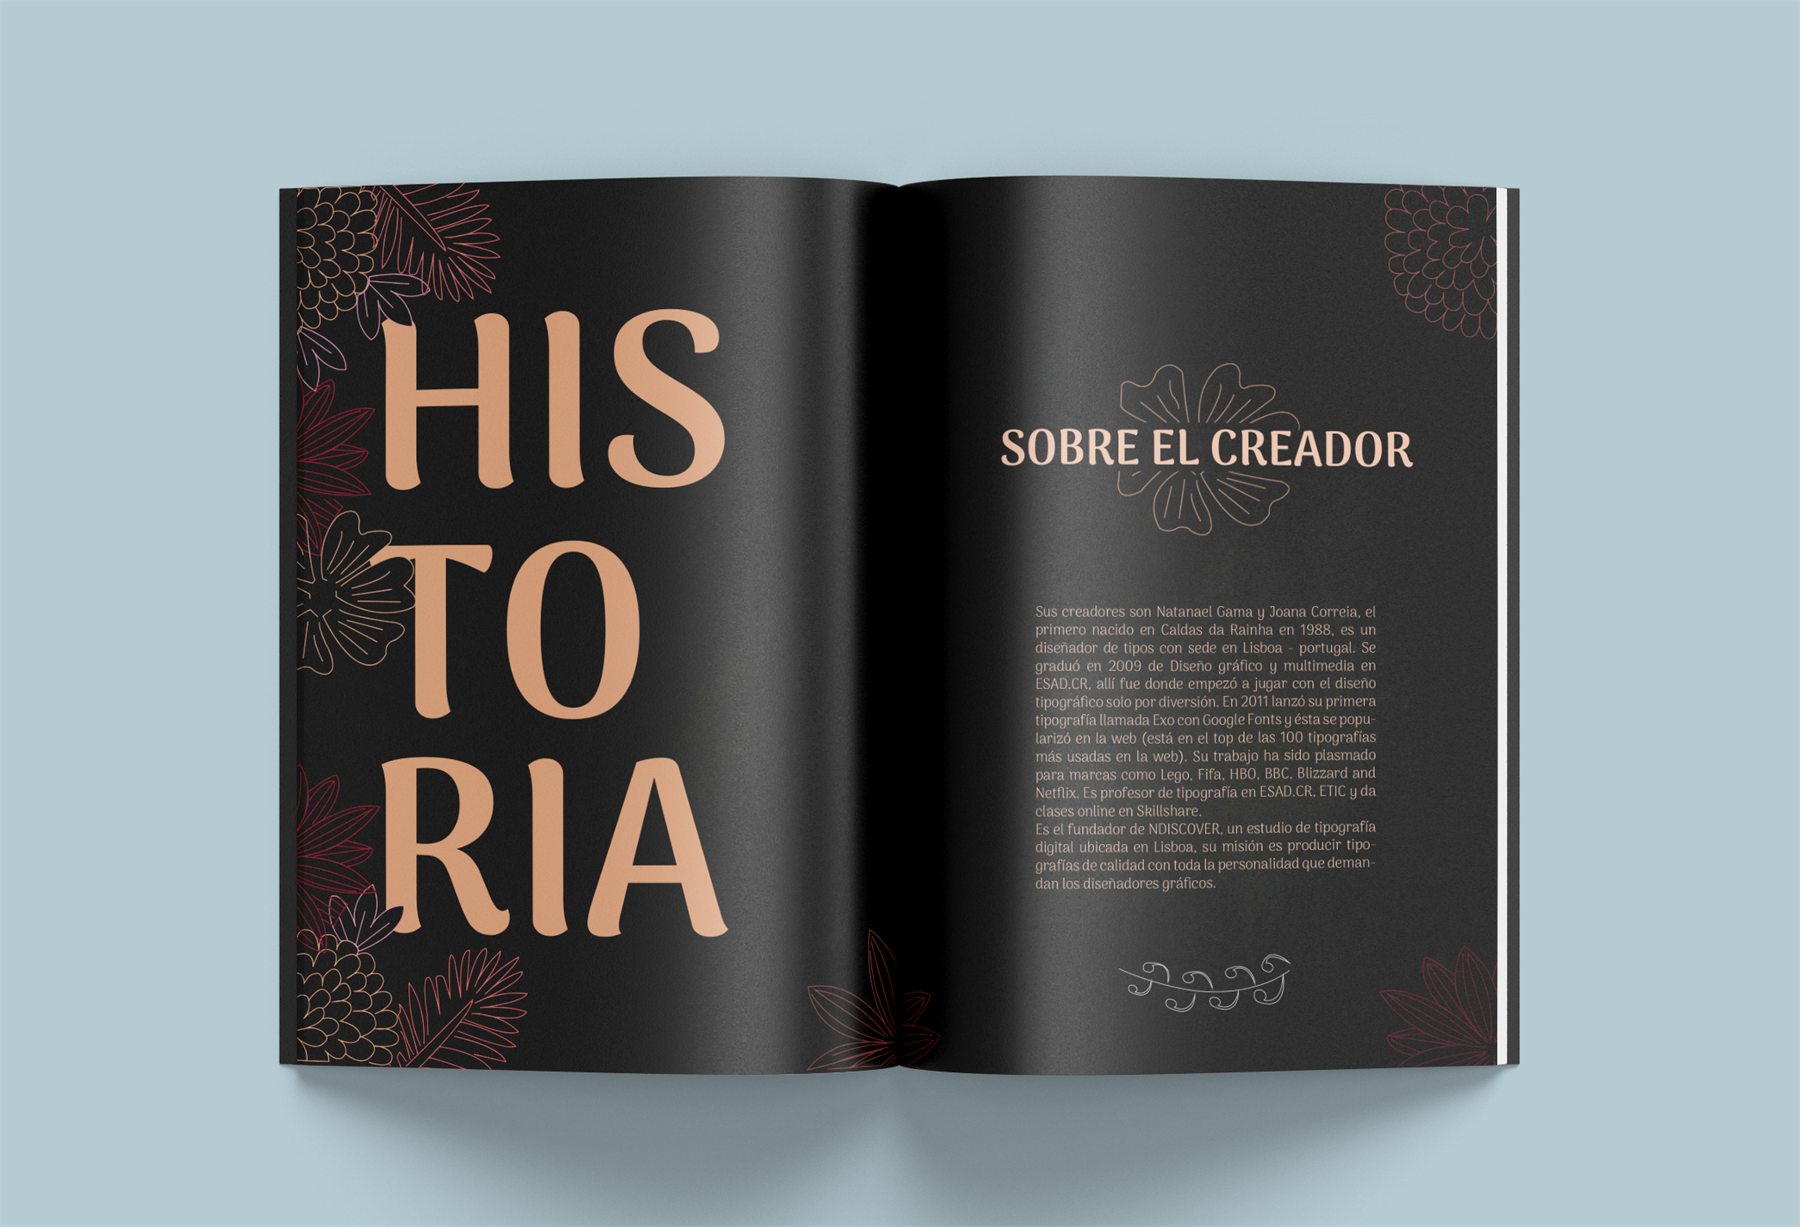 HIS
TO
RIA
SOBRE EL CREADOR
Sus creadores son Natanael Gama y Joana Correia, el
primero nacido en Caldas da Rainha en 1988, es un
diseñador de tipos con sede en Lisboa - portugal. Se
graduó en 2009 de Diseño gráfico y multimedia en
ESAD.CR, allí fue donde empezó a jugar con el diseño
tipográfico solo por diversión. En 2011 lanzó su primera
tipografía llamada Exo con Google Fonts y ésta se popu-
larizó en la web (está en el top de las 100 tipografías
más usadas en la web). Su trabajo ha sido plasmado
para marcas como Lego, Fifa, HBO, BBC, Blizzard and
Netflix. Es profesor de tipografía en ESAD.CR, ETIC y da
clases online en Skillshare.
Es el fundador de NDISCOVER, un estudio de tipografía
digital ubicada en Lisboa, su misión es producir tipo-
grafías de calidad con toda la personalidad que deman-
dan los diseñadores gráficos.